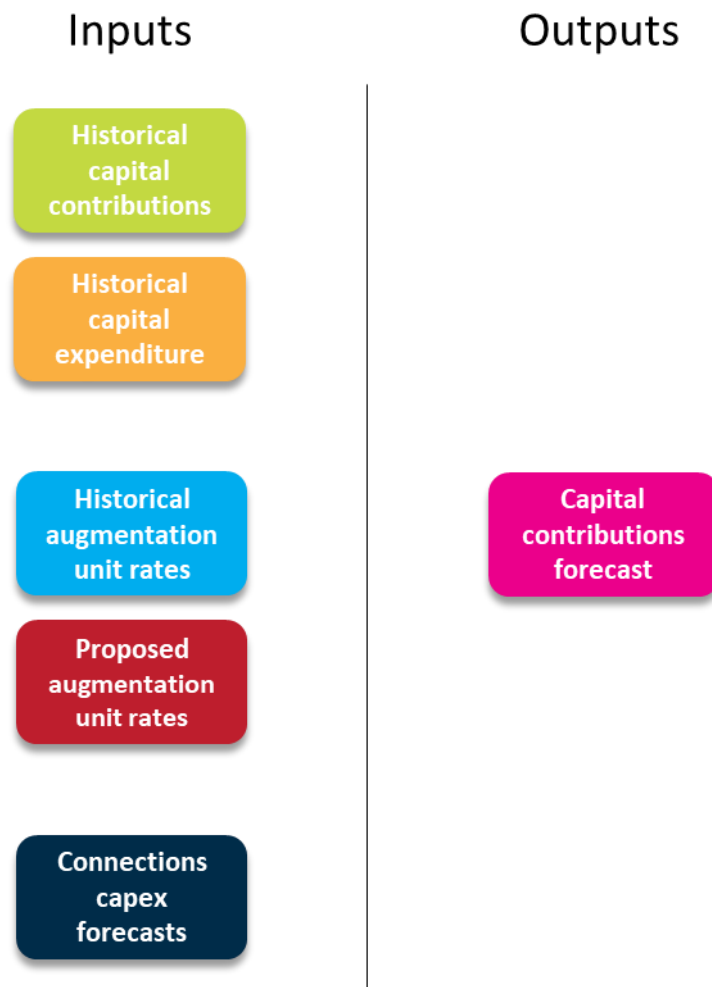 Inputs
Outputs
Historical
capital
contributions
Historical
capital
expenditure
Historical
augmentation
unit rates
Capital
contributions
forecast
Proposed
augmentation
unit rates
Connections
capex
forecasts